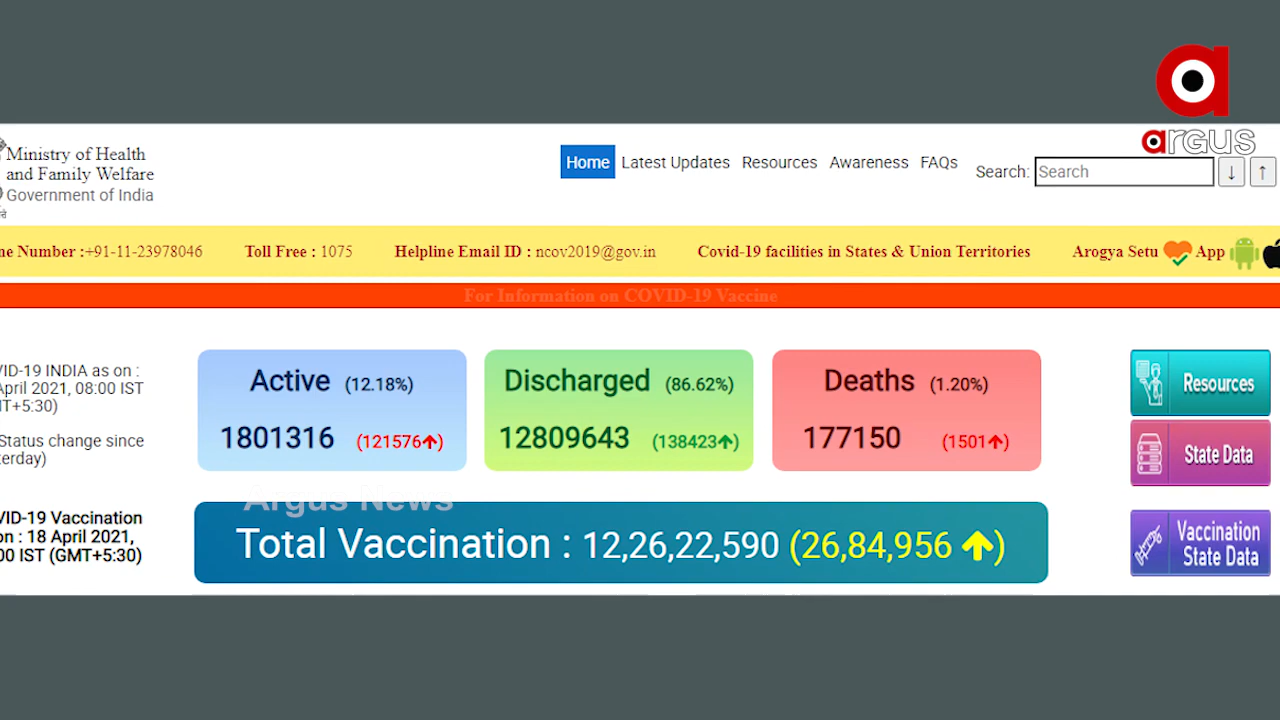 argus
Ministry of Health
and Family Welfare
Government of India
Home Latest Updates Resources Awareness FAQs Search: Search ↓ ↑
ne Number :+91-11-23978046 Toll Free : 1075 Helpline Email ID : ncov2019@gov.in Covid-19 facilities in States & Union Territories Arogya Setu App
For Information on COVID-19 Vaccine
VID-19 INDIA as on :
April 2021, 08:00 IST
MT+5:30)
Status change since
terday)
Active (12.18%)
1801316 (121576↑)
Discharged (86.62%)
12809643 (138423↑)
Deaths (1.20%)
177150 (1501↑)
Resources
State Data
Vaccination
State Data
Argus News
VID-19 Vaccination
on : 18 April 2021,
00 IST (GMT+5:30)
Total Vaccination : 12,26,22,590 (26,84,956 ↑)